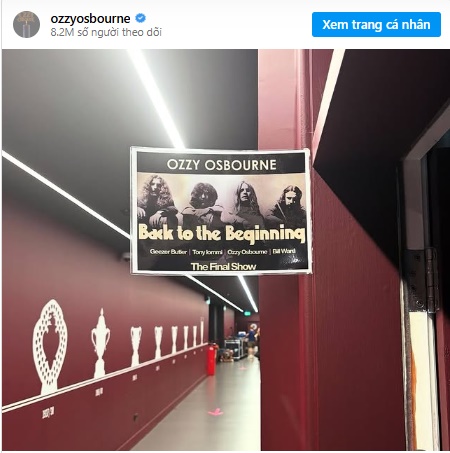 ozzyosbourne
8.2M số người theo dõi
Xem trang cá nhân
OZZY OSBOURNE
Back to the Beginning
Geezer Butler | Tony Iommi | Ozzy Osbourne | Bill Ward
The Final Show